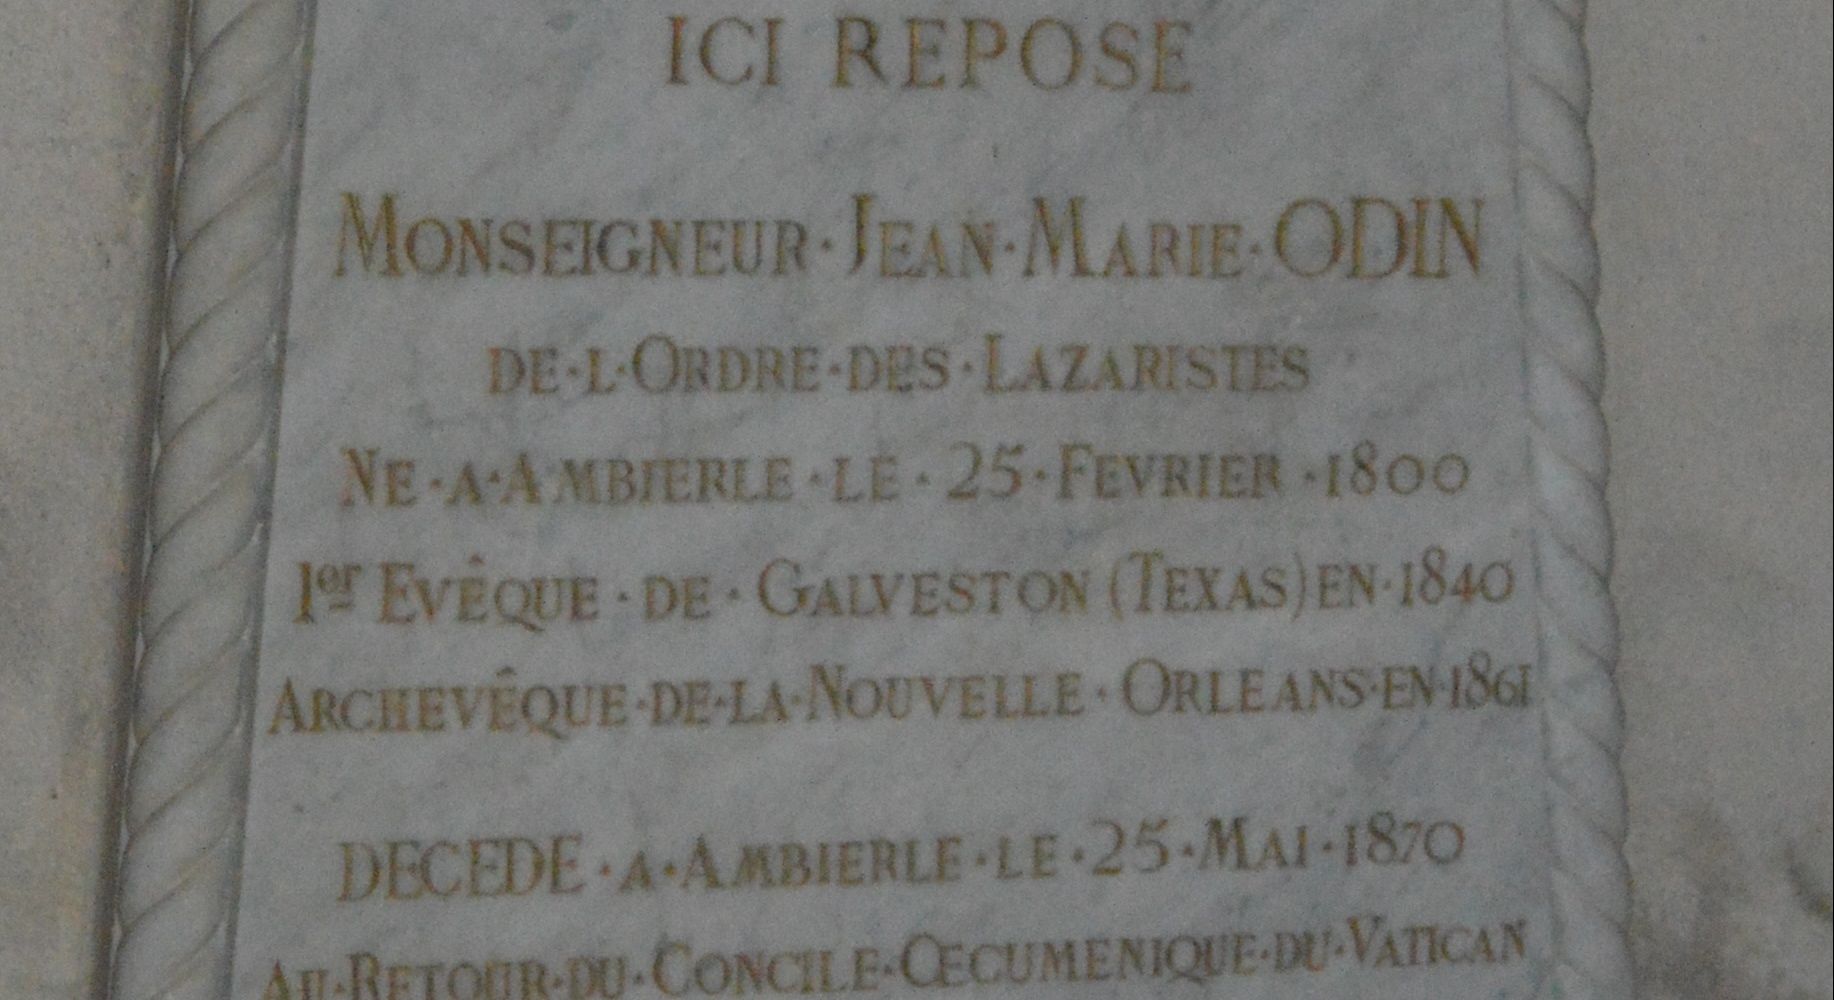 ICI REPOSE
MONSEIGNEUR·JEAN·MARIE·ODIN
DE·L·ORDRE·DES·LAZARISTES
NE·A·AMBIERLE·LE·25·FEVRIER·1800
1er EVÊQUE·DE·GALVESTON (TEXAS) EN·1840
ARCHEVÊQUE·DE·LA·NOUVELLE·ORLEANS·EN·1861
DECEDE·A·AMBIERLE·LE·25·MAI·1870
AU·RETOUR·DU·CONCILE·ŒCUMENIQUE·DU·VATICAN